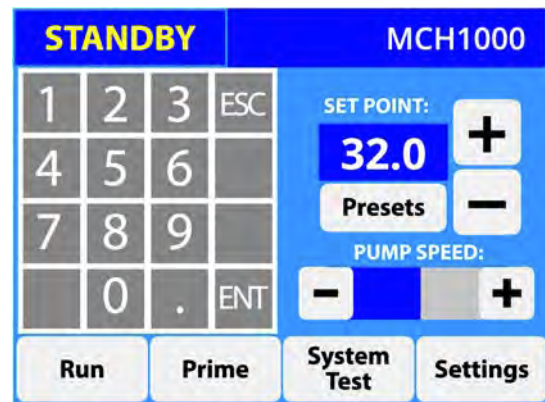 STANDBY MCH1000
1 2 3 ESC
4 5 6
7 8 9
0 . ENT
SET POINT:
32.0
+
Presets
−
PUMP SPEED:
− +
Run Prime System Test Settings